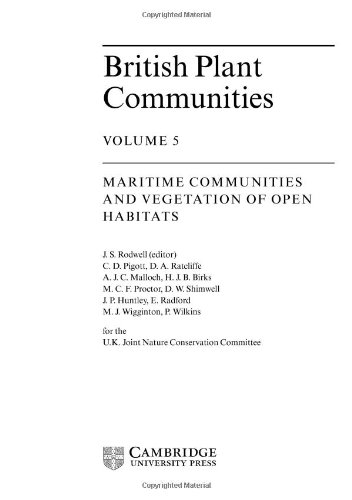 British Plant
Communities
VOLUME 5
MARITIME COMMUNITIES
AND VEGETATION OF OPEN
HABITATS
J. S. Rodwell (editor)
C. D. Pigott, D. A. Ratcliffe
A. J. C. Malloch, H. J. B. Birks
M. C. F. Proctor, D. W. Shimwell
J. P. Huntley, E. Radford
M. J. Wigginton, P. Wilkins
for the
U.K. Joint Nature Conservation Committee
CAMBRIDGE
UNIVERSITY PRESS